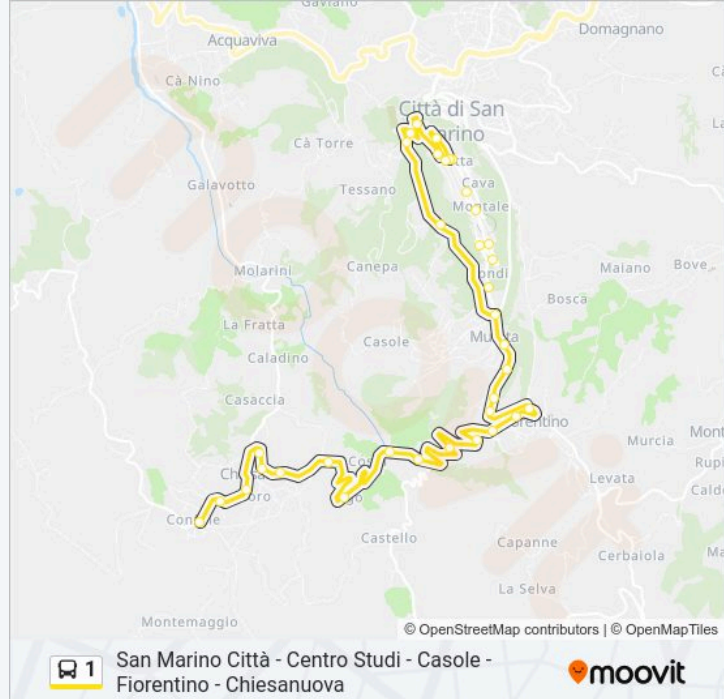 Gaviano
Domagnano
Acquaviva
Cà Nino
Città di San
Marino
Cà Torre
Cava
Galavotto
Tessano
Montale
Canepa
Maiano
Bove
Molarini
Bosca
La Fratta
Casole
Caladino
Casaccia
Murcia
Levata
Castello
Capanne
Cerbaiola
La Selva
Montemaggio
© OpenStreetMap contributors | © OpenMapTiles
1
San Marino Città - Centro Studi - Casole -
Fiorentino - Chiesanuova
moovit